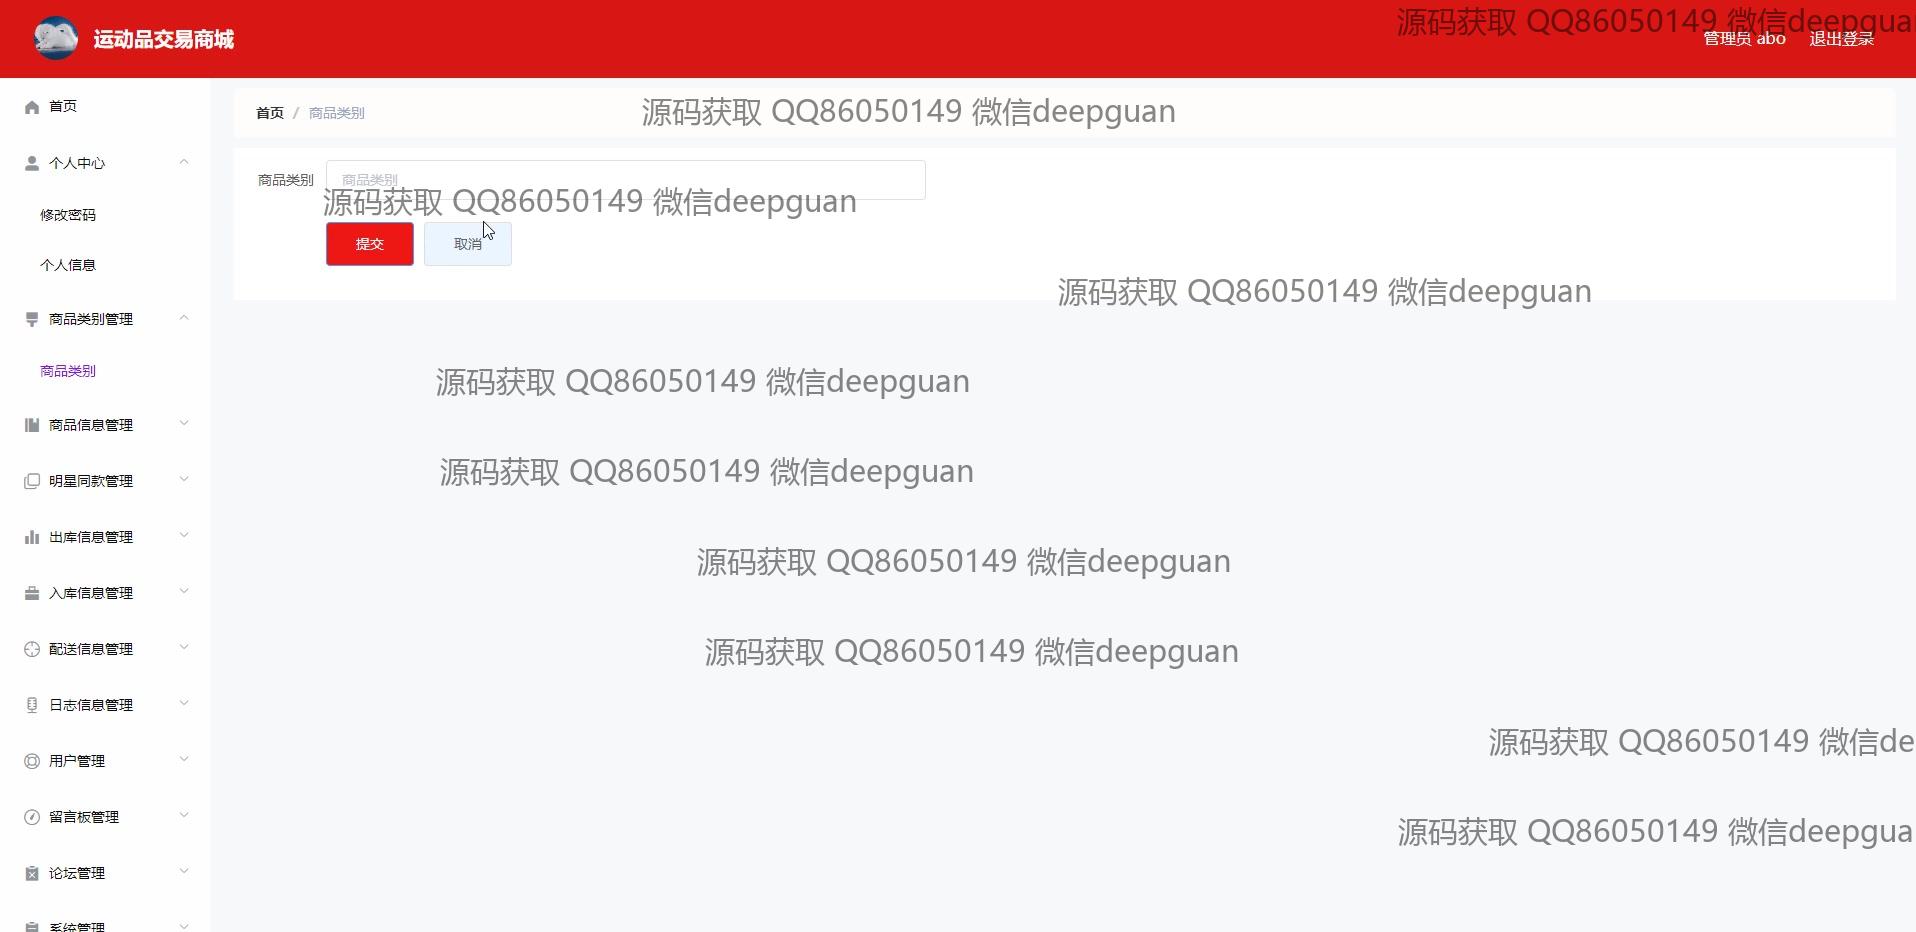 运动品交易商城
源码获取 QQ86050149 微信deepgua
管理员 abo 退出登录
首页
首页 / 商品类别
源码获取 QQ86050149 微信deepguan
个人中心
商品类别 商品类别
源码获取 QQ86050149 微信deepguan
修改密码
提交 取消
个人信息
源码获取 QQ86050149 微信deepguan
商品类别管理
商品类别
源码获取 QQ86050149 微信deepguan
商品信息管理
源码获取 QQ86050149 微信deepguan
明星同款管理
出库信息管理
源码获取 QQ86050149 微信deepguan
入库信息管理
配送信息管理
源码获取 QQ86050149 微信deepguan
日志信息管理
源码获取 QQ86050149 微信de
用户管理
留言板管理
源码获取 QQ86050149 微信deepgua
论坛管理
系统管理